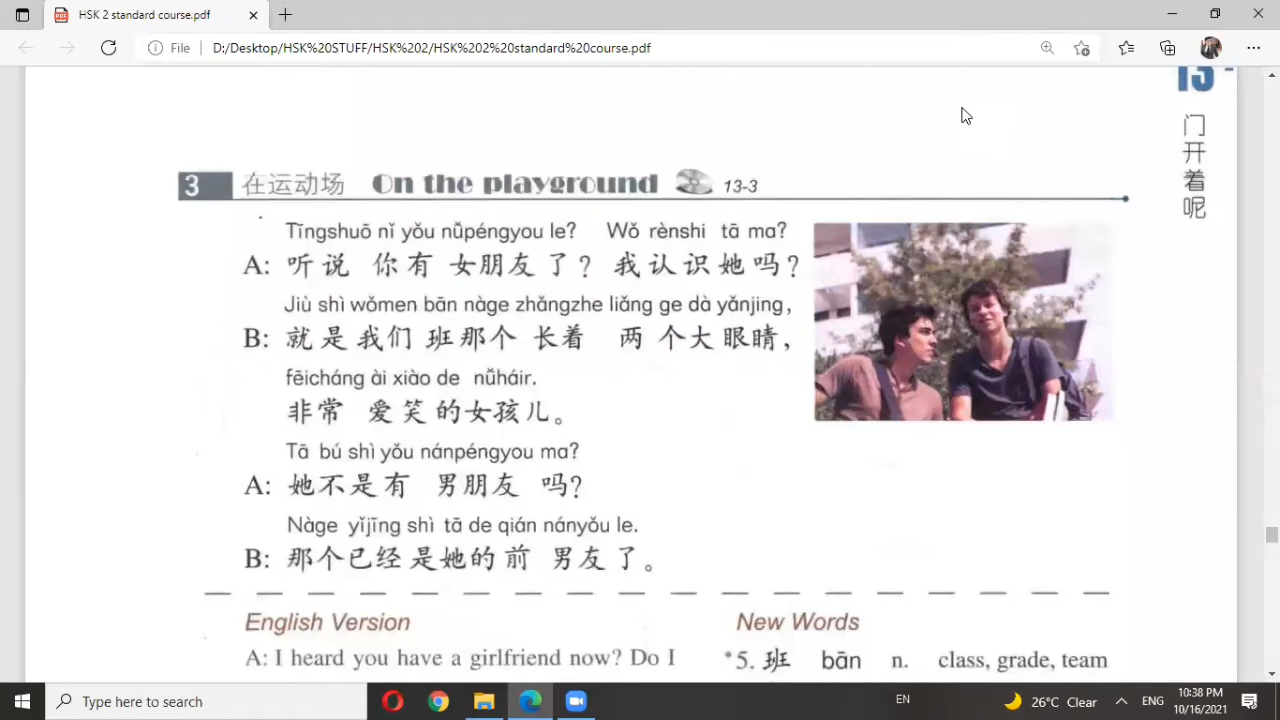 HSK 2 standard course.pdf
File D:/Desktop/HSK%20STUFF/HSK%202/HSK%202%20standard%20course.pdf
13
门开着呢
3 在运动场 On the playground 13-3
Tīngshuō nǐ yǒu nǚpéngyou le? Wǒ rènshi tā ma?
A: 听说 你有 女朋友了? 我认识她吗?
Jiù shì wǒmen bān nàge zhǎngzhe liǎng ge dà yǎnjing,
B: 就是我们 班那个 长着 两 个大眼睛,
fēicháng ài xiào de nǚháir.
非常 爱笑的女孩儿。
Tā bú shì yǒu nánpéngyou ma?
A: 她不是有 男朋友 吗?
Nàge yǐjīng shì tā de qián nányǒu le.
B: 那个已经是她的前 男友了。
English Version
New Words
A: I heard you have a girlfriend now? Do I
*5. 班 bān n. class, grade, team
Type here to search
EN
26°C Clear
ENG
10:38 PM
10/16/2021